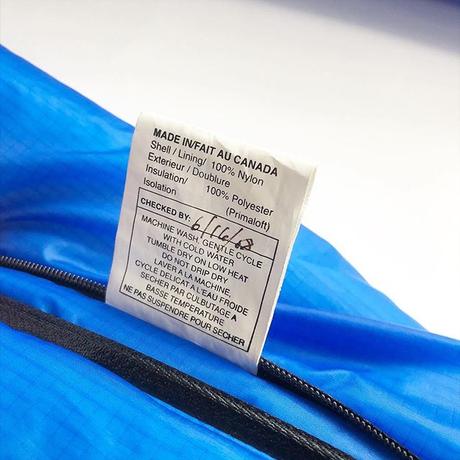 MADE IN/FAIT AU CANADA
Shell / Lining/ 100% Nylon
Exterieur / Doublure
Insulation/ 100% Polyester
Isolation (Primaloft)
CHECKED BY: 6/16/02
MACHINE WASH, GENTLE CYCLE
WITH COLD WATER
TUMBLE DRY ON LOW HEAT
DO NOT DRIP DRY
LAVER A LA MACHINE,
CYCLE DELICAT A L'EAU FROIDE
SECHER PAR CULBUTAGE A
BASSE TEMPERATURE
NE PAS SUSPENDRE POUR SECHER